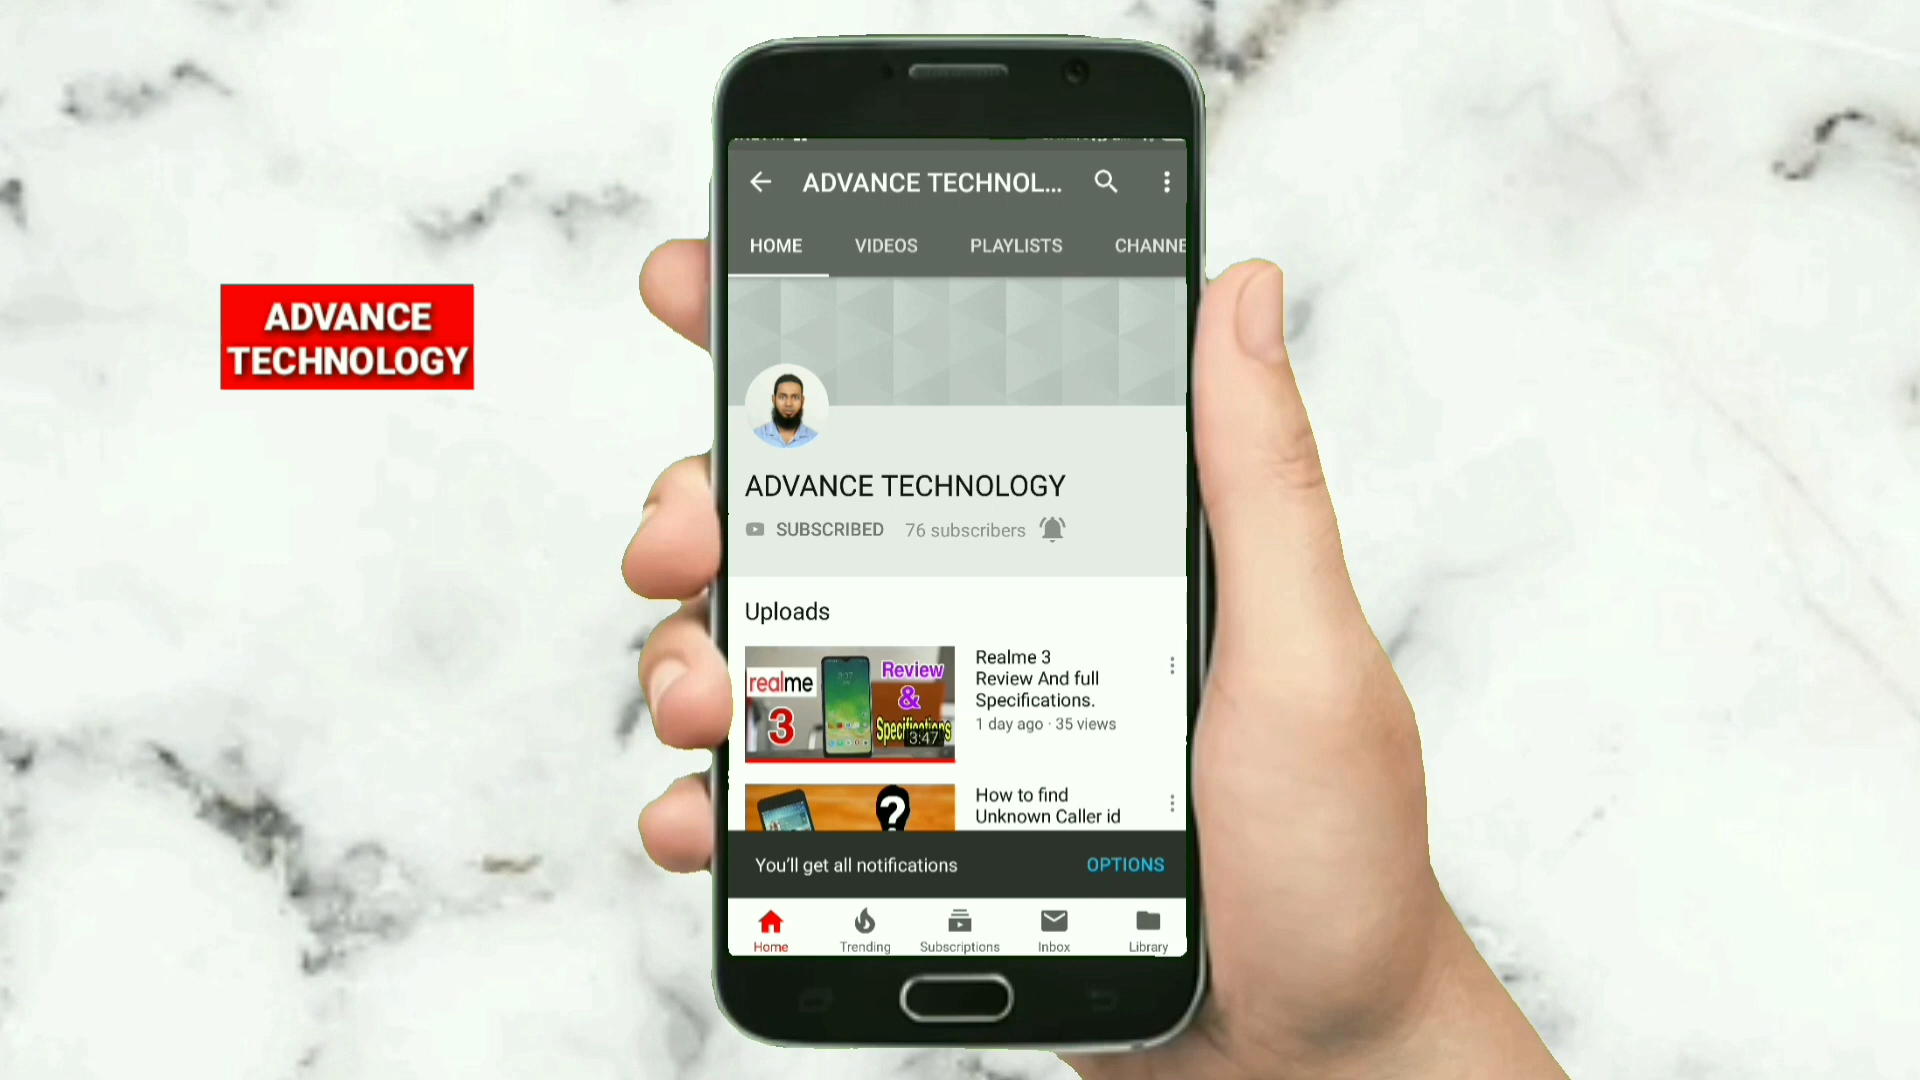 ADVANCE
TECHNOLOGY
ADVANCE TECHNOL...
HOME VIDEOS PLAYLISTS CHANNE
ADVANCE TECHNOLOGY
SUBSCRIBED 76 subscribers
Uploads
realme
3
Review
&
Specifications
3:47
Realme 3
Review And full
Specifications.
1 day ago · 35 views
?
How to find
Unknown Caller id
You'll get all notifications OPTIONS
Home Trending Subscriptions Inbox Library